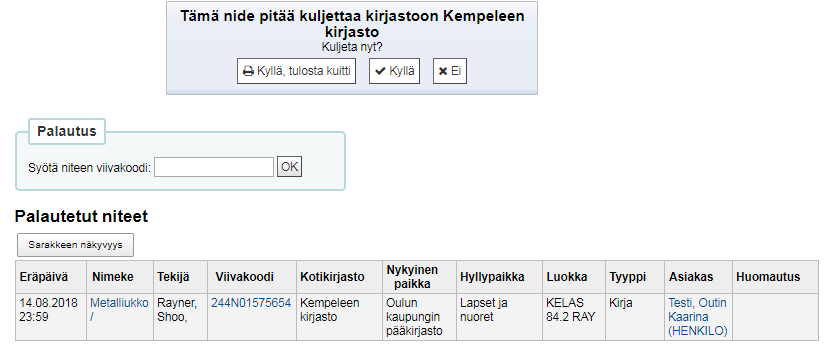 Tämä nide pitää kuljettaa kirjastoon Kempeleen
kirjasto
Kuljeta nyt?
Kyllä, tulosta kuitti Kyllä Ei
Palautus
Syötä niteen viivakoodi: OK
Palautetut niteet
Sarakkeen näkyvyys
Eräpäivä Nimeke Tekijä Viivakoodi Kotikirjasto Nykyinen paikka Hyllypaikka Luokka Tyyppi Asiakas Huomautus
14.08.2018 Metalliukko Rayner, 244N01575654 Kempeleen Oulun Lapset ja KELAS Kirja Testi, Outin
23:59 / Shoo, kirjasto kaupungin nuoret 84.2 RAY Kaarina
pääkirjasto (HENKILO)